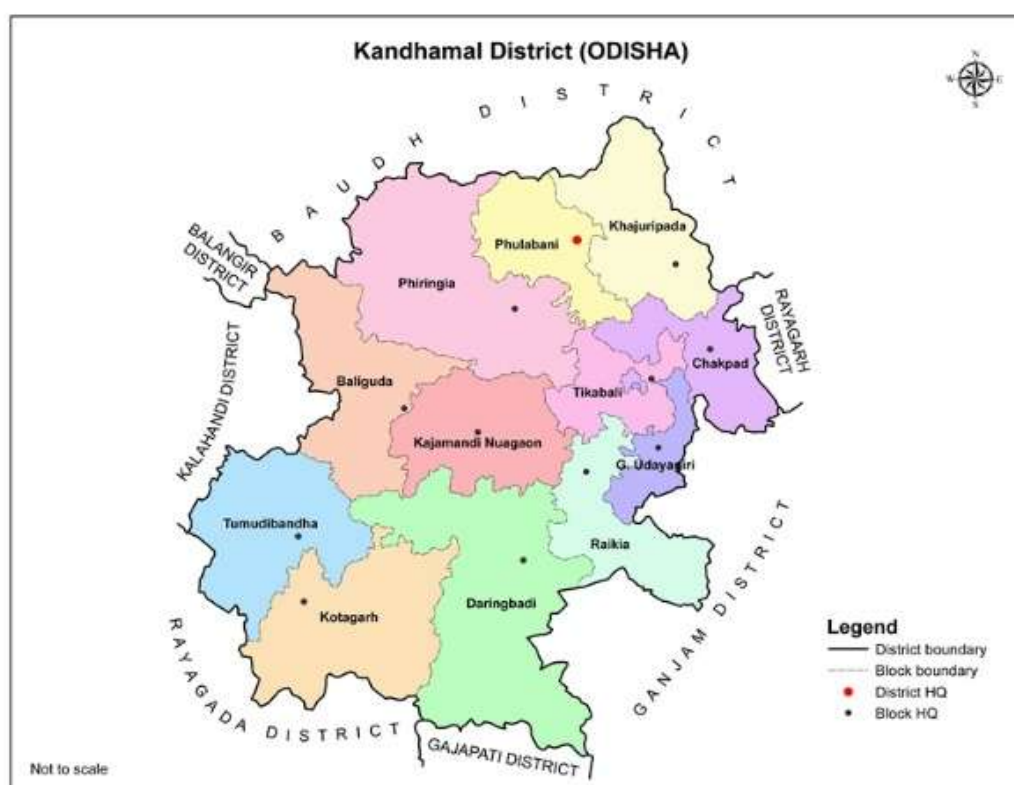 Kandhamal District (ODISHA)
N
W E
S
BAUDH DISTRICT
BALANGIR
DISTRICT
KALAHANDI DISTRICT
RAYAGARH
DISTRICT
Khajuripada
Phulabani
Phiringia
Chakpad
Tikabali
Baliguda
Kajamandi Nuagaon
G. Udayagiri
Tumudibandha
Raikia
Daringbadi
Kotagarh
RAYAGADA DISTRICT
GAJAPATI DISTRICT
GANJAM DISTRICT
Legend
District boundary
Block boundary
District HQ
Block HQ
Not to scale